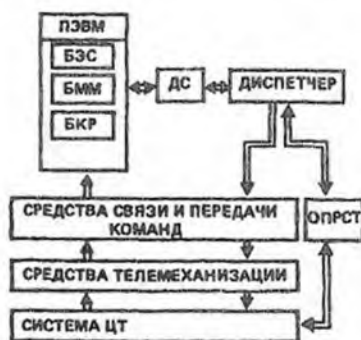 ПЭВМ
БЭС
БММ
БКР
ДС
ДИСПЕТЧЕР
СРЕДСТВА СВЯЗИ И ПЕРЕДАЧИ
КОМАНД
ОПРСТ
СРЕДСТВА ТЕЛЕМЕХАНИЗАЦИИ
СИСТЕМА ЦТ